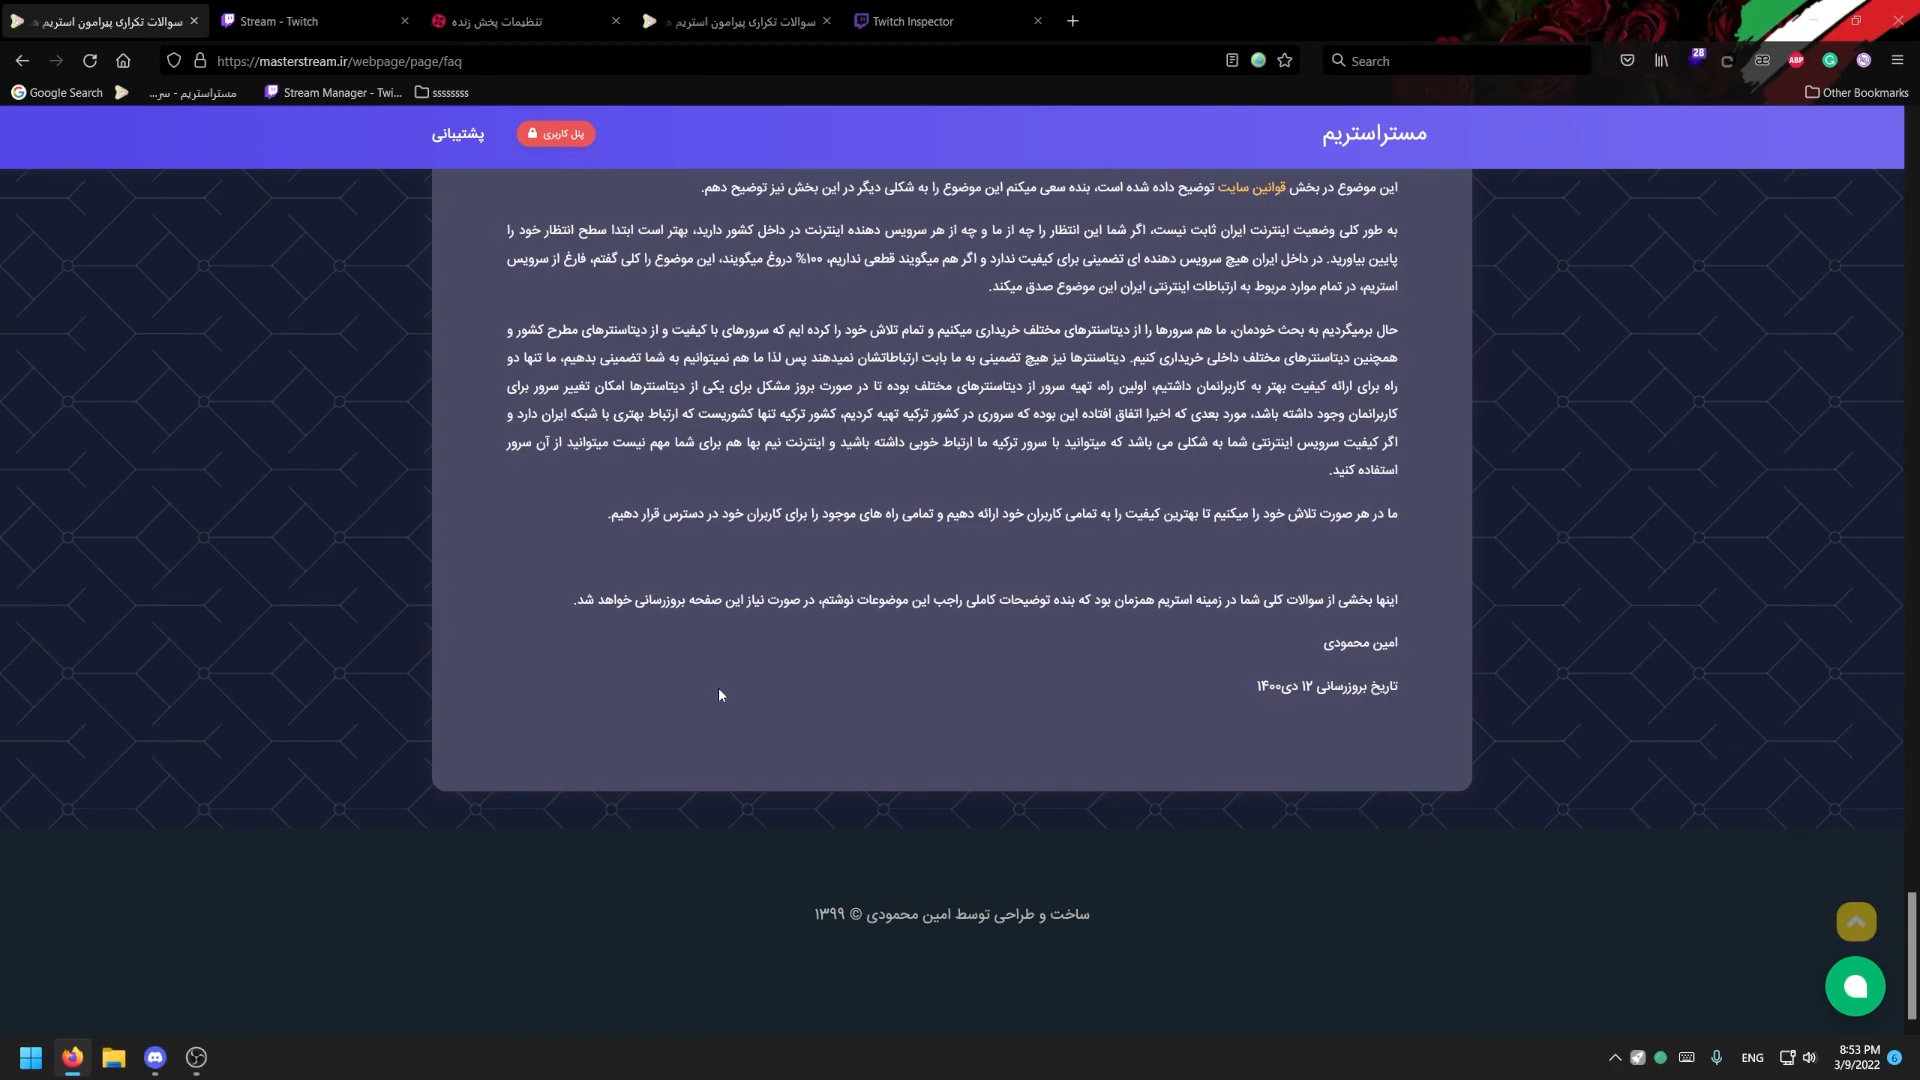 سوالات تکراری پیرامون استریم ه
Stream - Twitch
تنظیمات پخش زنده
سوالات تکراری پیرامون استریم ه
Twitch Inspector
https://masterstream.ir/webpage/page/faq
Search
28
ABP
Google Search
مستراستریم - سر...
Stream Manager - Twi...
ssssssss
Other Bookmarks
مستراستریم
پنل کاربری
پشتیبانی
این موضوع در بخش قوانین سایت توضیح داده شده است، بنده سعی میکنم این موضوع را به شکلی دیگر در این بخش نیز توضیح دهم.
به طور کلی وضعیت اینترنت ایران ثابت نیست، اگر شما این انتظار را چه از ما و چه از هر سرویس دهنده اینترنت در داخل کشور دارید، بهتر است ابتدا سطح انتظار خود را
پایین بیاورید. در داخل ایران هیچ سرویس دهنده ای تضمینی برای کیفیت ندارد و اگر هم میگویند قطعی نداریم، ۱۰۰% دروغ میگویند، این موضوع را کلی گفتم، فارغ از سرویس
استریم، در تمام موارد مربوط به ارتباطات اینترنتی ایران این موضوع صدق میکند.
حال برمیگردیم به بحث خودمان، ما هم سرورها را از دیتاسنترهای مختلف خریداری میکنیم و تمام تلاش خود را کرده ایم که سرورهای با کیفیت و از دیتاسنترهای مطرح کشور و
همچنین دیتاسنترهای مختلف داخلی خریداری کنیم. دیتاسنترها نیز هیچ تضمینی به ما بابت ارتباطاتشان نمیدهند پس لذا ما هم نمیتوانیم به شما تضمینی بدهیم، ما تنها دو
راه برای ارائه کیفیت بهتر به کاربرانمان داشتیم، اولین راه، تهیه سرور از دیتاسنترهای مختلف بوده تا در صورت بروز مشکل برای یکی از دیتاسنترها امکان تغییر سرور برای
کاربرانمان وجود داشته باشد، مورد بعدی که اخیرا اتفاق افتاده این بوده که سروری در کشور ترکیه تهیه کردیم، کشور ترکیه تنها کشوریست که ارتباط بهتری با شبکه ایران دارد و
اگر کیفیت سرویس اینترنتی شما به شکلی می باشد که میتوانید با سرور ترکیه ما ارتباط خوبی داشته باشید و اینترنت نیم بها هم برای شما مهم نیست میتوانید از آن سرور
استفاده کنید.
ما در هر صورت تلاش خود را میکنیم تا بهترین کیفیت را به تمامی کاربران خود ارائه دهیم و تمامی راه های موجود را برای کاربران خود در دسترس قرار دهیم.
اینها بخشی از سوالات کلی شما در زمینه استریم همزمان بود که بنده توضیحات کاملی راجب این موضوعات نوشتم، در صورت نیاز این صفحه بروزرسانی خواهد شد.
امین محمودی
تاریخ بروزرسانی ۱۲ دی۱۴۰۰
ساخت و طراحی توسط امین محمودی © ۱۳۹۹
ENG
8:53 PM
3/9/2022
6